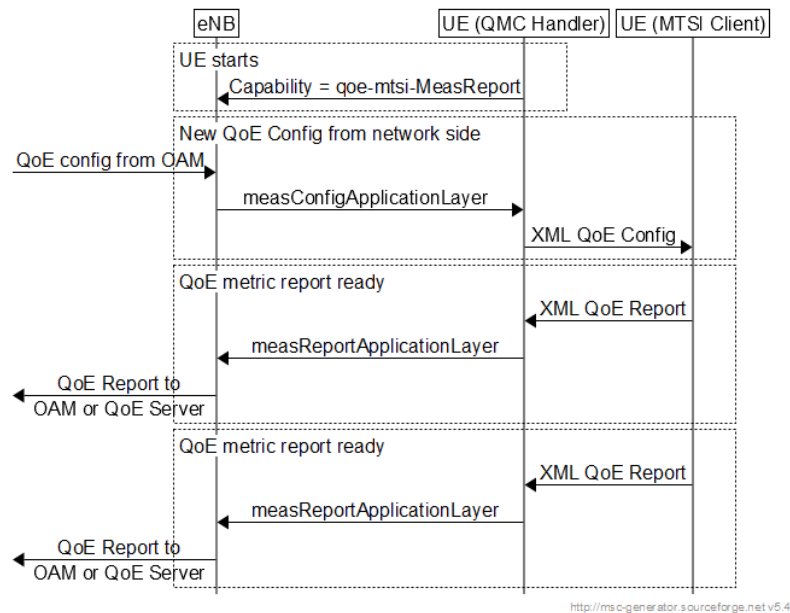 eNB
UE (QMC Handler)
UE (MTSI Client)
UE starts
Capability = qoe-mtsi-MeasReport
New QoE Config from network side
QoE config from OAM
measConfigApplicationLayer
XML QoE Config
QoE metric report ready
XML QoE Report
measReportApplicationLayer
QoE Report to
OAM or QoE Server
QoE metric report ready
XML QoE Report
measReportApplicationLayer
QoE Report to
OAM or QoE Server
http://msc-generator.sourceforge.net v5.4